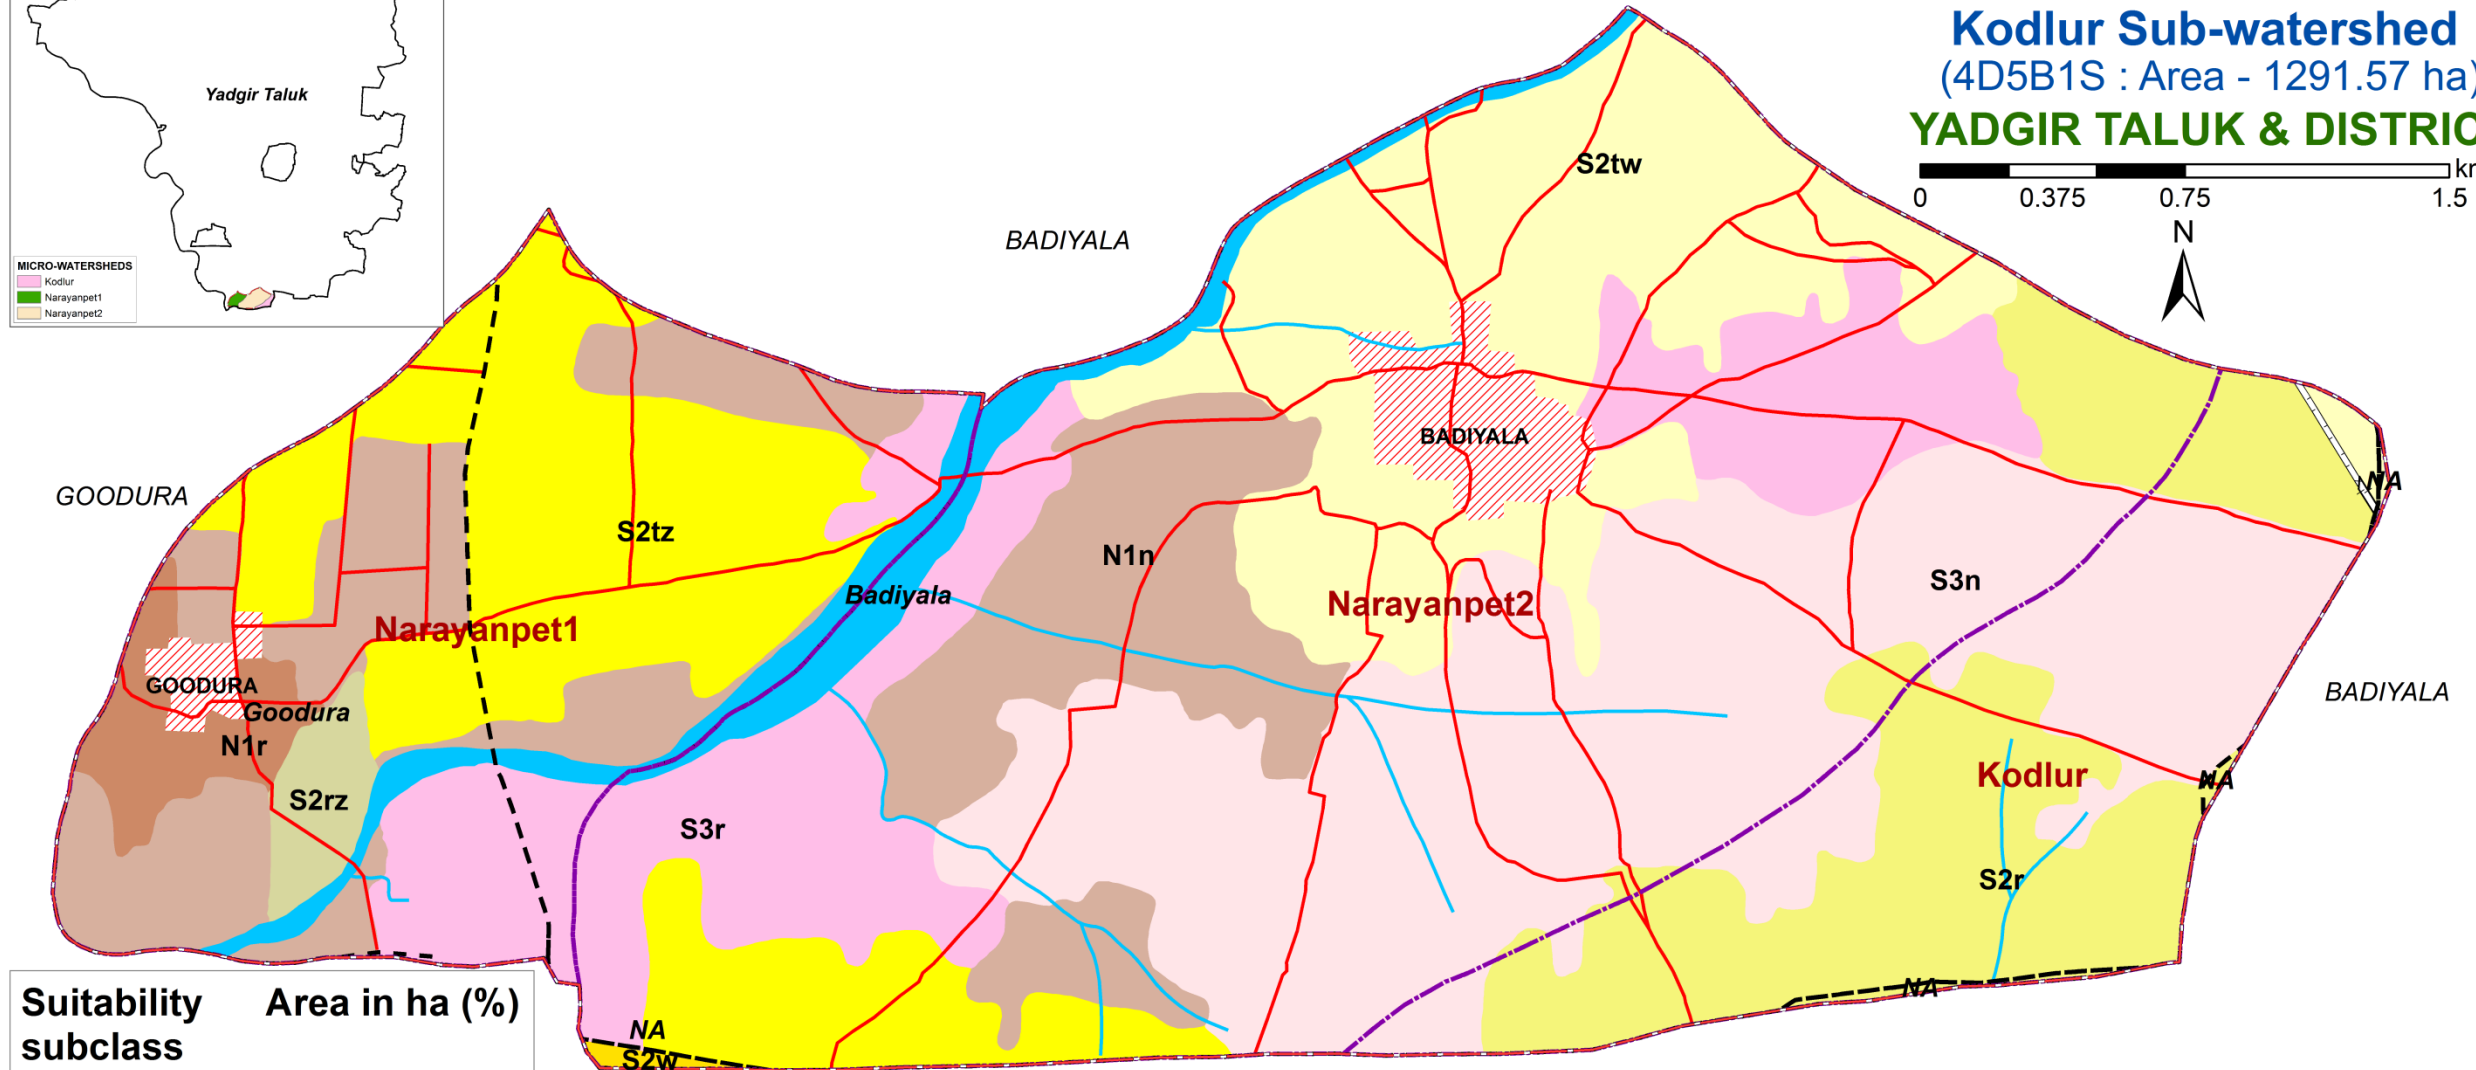 Kodlur Sub-watershed
(4D5B1S : Area - 1291.57 ha)
YADGIR TALUK & DISTRIC
km
0 0.375 0.75 1.5
N
Yadgir Taluk
MICRO-WATERSHEDS
Kodlur
Narayanpet1
Narayanpet2
S2tw
BADIYALA
BADIYALA
NA
GOODURA
S2tz
N1n
S3n
Badiyala
Narayanpet1
Narayanpet2
GOODURA
Goodura
BADIYALA
N1r
Kodlur
NA
S2rz
S3r
S2r
NA
NA
S2w
Suitability Area in ha (%)
subclass